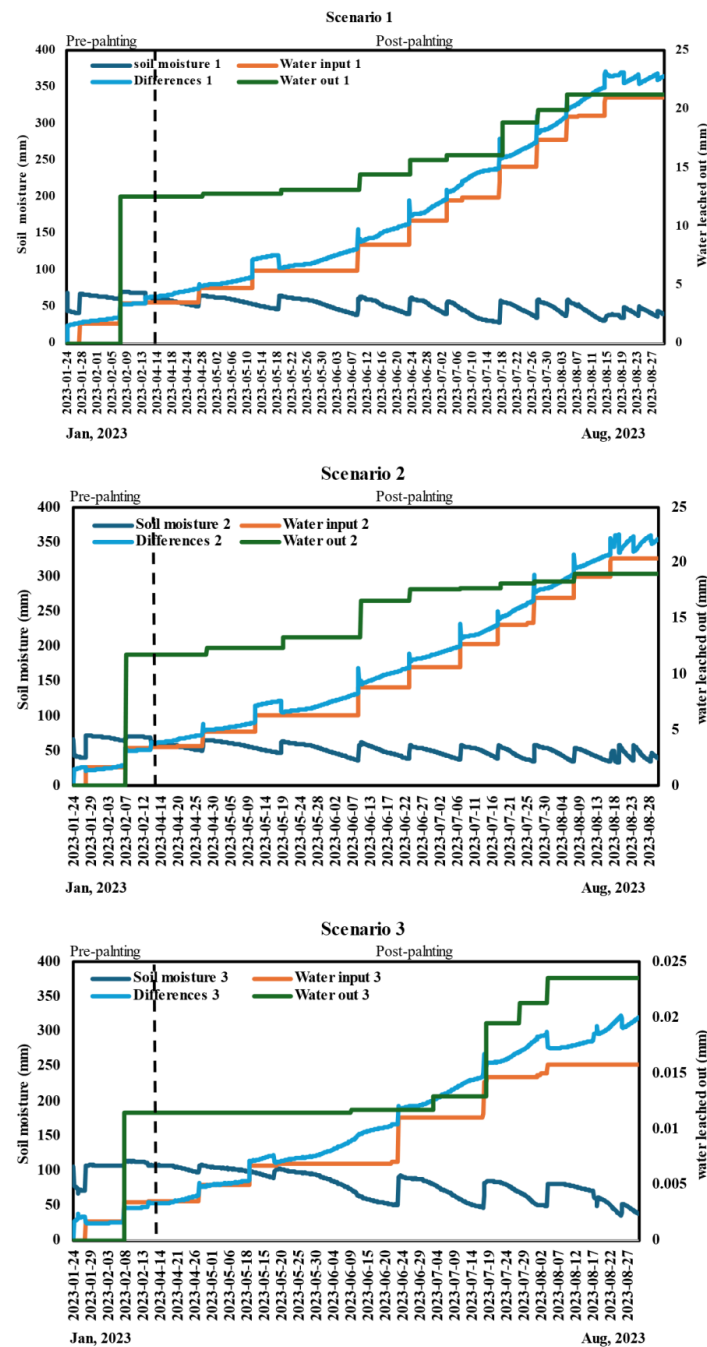 Scenario 1
Pre-palnting Post-palnting
400 25
soil moisture 1 Water input 1
Differences 1 Water out 1
350
300 20
250
200 15
150 10
100
50 5
0 0
Soil moisture (mm)
Water leached out (mm)
2023-01-24 2023-01-28 2023-02-01 2023-02-05 2023-02-09 2023-02-13 2023-04-14 2023-04-18 2023-04-24 2023-04-28 2023-05-02 2023-05-06 2023-05-10 2023-05-14 2023-05-18 2023-05-22 2023-05-26 2023-05-30 2023-06-03 2023-06-07 2023-06-12 2023-06-16 2023-06-20 2023-06-24 2023-06-28 2023-07-02 2023-07-06 2023-07-10 2023-07-14 2023-07-18 2023-07-22 2023-07-26 2023-07-30 2023-08-03 2023-08-07 2023-08-11 2023-08-15 2023-08-19 2023-08-23 2023-08-27
Jan, 2023 Aug, 2023
Scenario 2
Pre-palnting Post-palnting
400 25
Soil moisture 2 Water input 2
Differences 2 Water out 2
350
300 20
250
200 15
150 10
100
50 5
0 0
Soil moisture (mm)
water leached out (mm)
2023-01-24 2023-01-29 2023-02-03 2023-02-07 2023-02-12 2023-04-14 2023-04-20 2023-04-25 2023-04-30 2023-05-05 2023-05-09 2023-05-14 2023-05-19 2023-05-24 2023-05-28 2023-06-02 2023-06-07 2023-06-13 2023-06-17 2023-06-22 2023-06-27 2023-07-02 2023-07-06 2023-07-11 2023-07-16 2023-07-21 2023-07-25 2023-07-30 2023-08-04 2023-08-09 2023-08-13 2023-08-18 2023-08-23 2023-08-28
Jan, 2023 Aug, 2023
Scenario 3
Pre-palnting Post-palnting
400 0.025
Soil moisture 3 Water input 3
Differences 3 Water out 3
350
300 0.02
250
200 0.015
150 0.01
100
50 0.005
0 0
Soil moisture (mm)
water leached out (mm)
2023-01-24 2023-01-29 2023-02-03 2023-02-08 2023-02-13 2023-04-14 2023-04-20 2023-04-26 2023-05-01 2023-05-06 2023-05-18 2023-05-15 2023-05-20 2023-05-25 2023-05-30 2023-06-04 2023-06-09 2023-06-15 2023-06-20 2023-06-24 2023-06-29 2023-07-04 2023-07-09 2023-07-14 2023-07-19 2023-07-24 2023-07-29 2023-08-02 2023-08-07 2023-08-12 2023-08-17 2023-08-22 2023-08-27
Jan, 2023 Aug, 2023